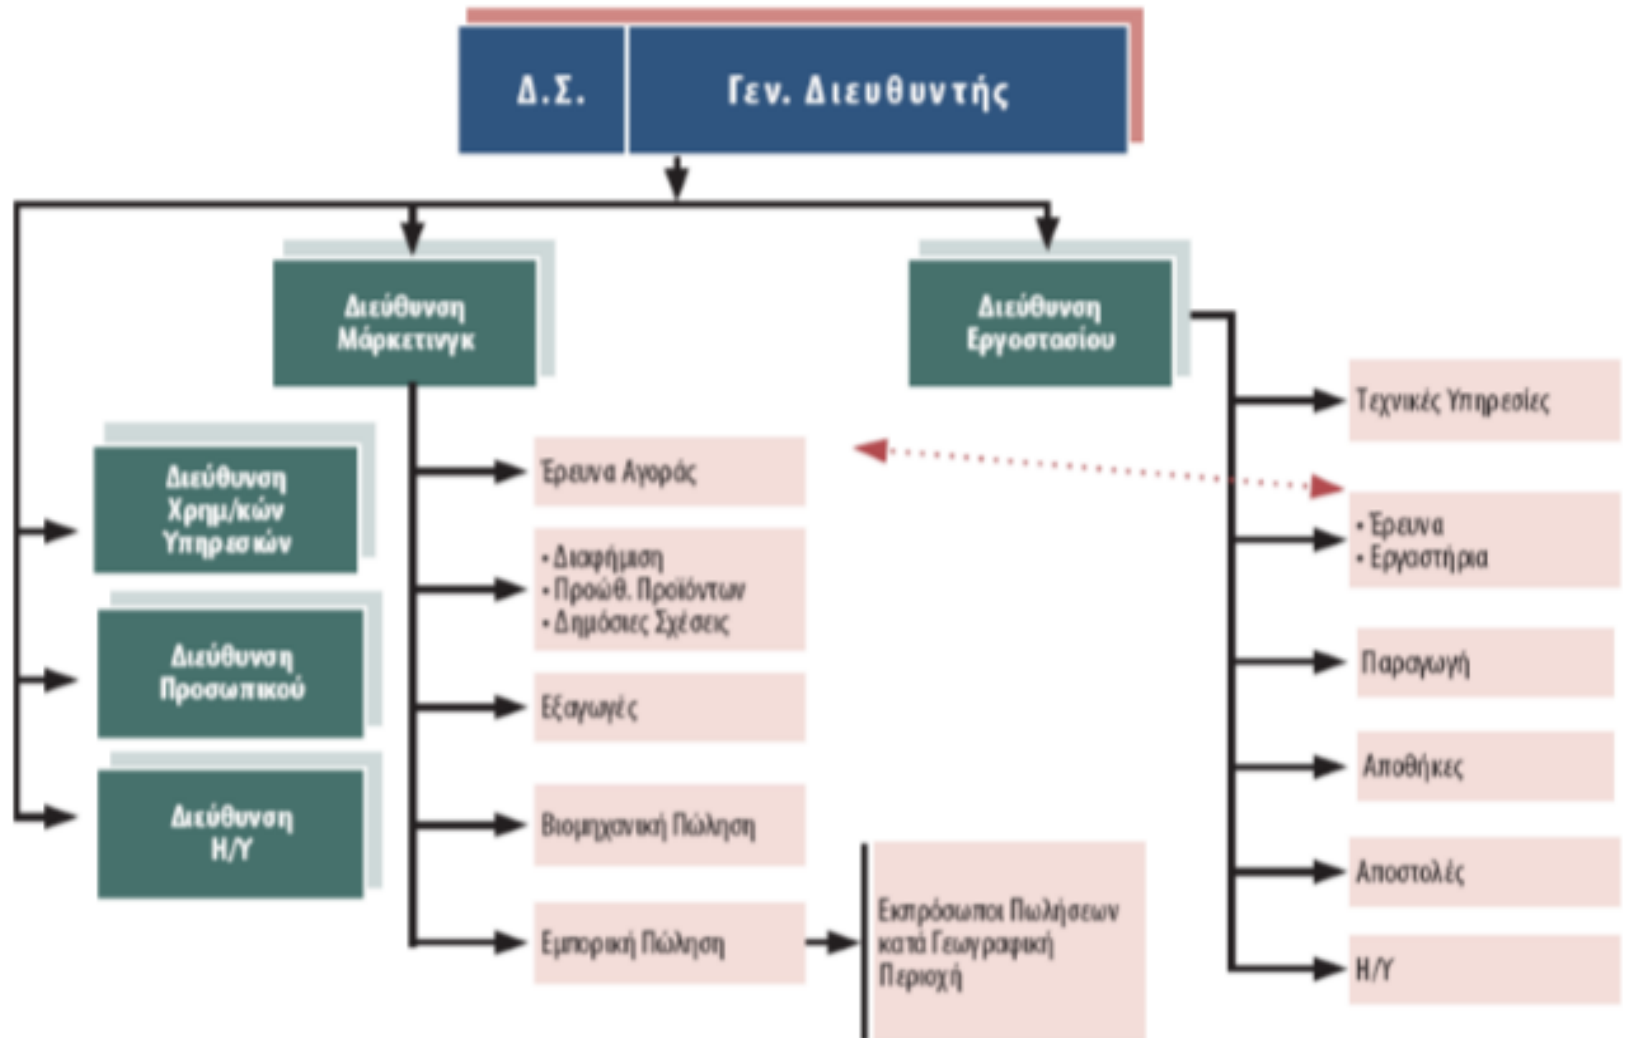 Δ.Σ.
Γεν. Διευθυντής
Διεύθυνση
Μάρκετινγκ
Διεύθυνση
Εργοστασίου
Διεύθυνση
Χρημ/κών
Υπηρεσιών
Διεύθυνση
Προσωπικού
Διεύθυνση
Η/Υ
Έρευνα Αγοράς
• Διαφήμιση
• Προώθ. Προϊόντων
• Δημόσιες Σχέσεις
Εξαγωγές
Βιομηχανική Πώληση
Εμπορική Πώληση
Εκπρόσωποι Πωλήσεων
κατά Γεωγραφική
Περιοχή
Τεχνικές Υπηρεσίες
• Έρευνα
• Εργαστήρια
Παραγωγή
Αποθήκες
Αποστολές
Η/Υ